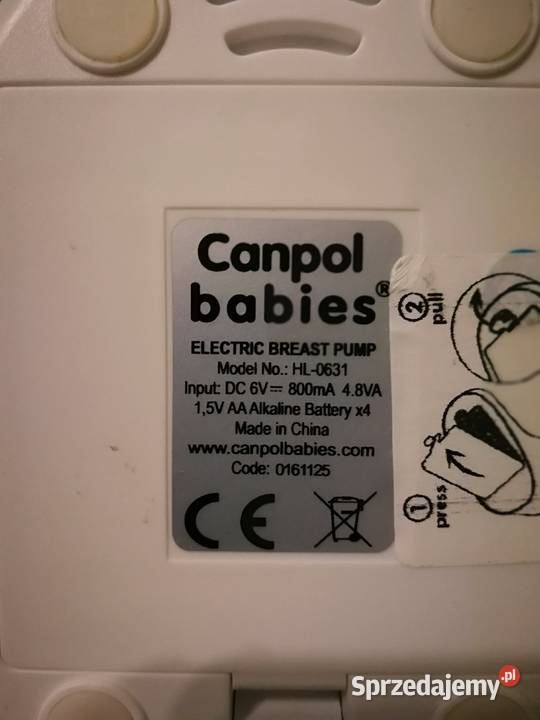 Canpol
babies®
ELECTRIC BREAST PUMP
Model No.: HL-0631
Input: DC 6V⎓ 800mA 4.8VA
1,5V AA Alkaline Battery x4
Made in China
www.canpolbabies.com
Code: 0161125
CE
2
pull
1
press
Sprzedajemy.pl